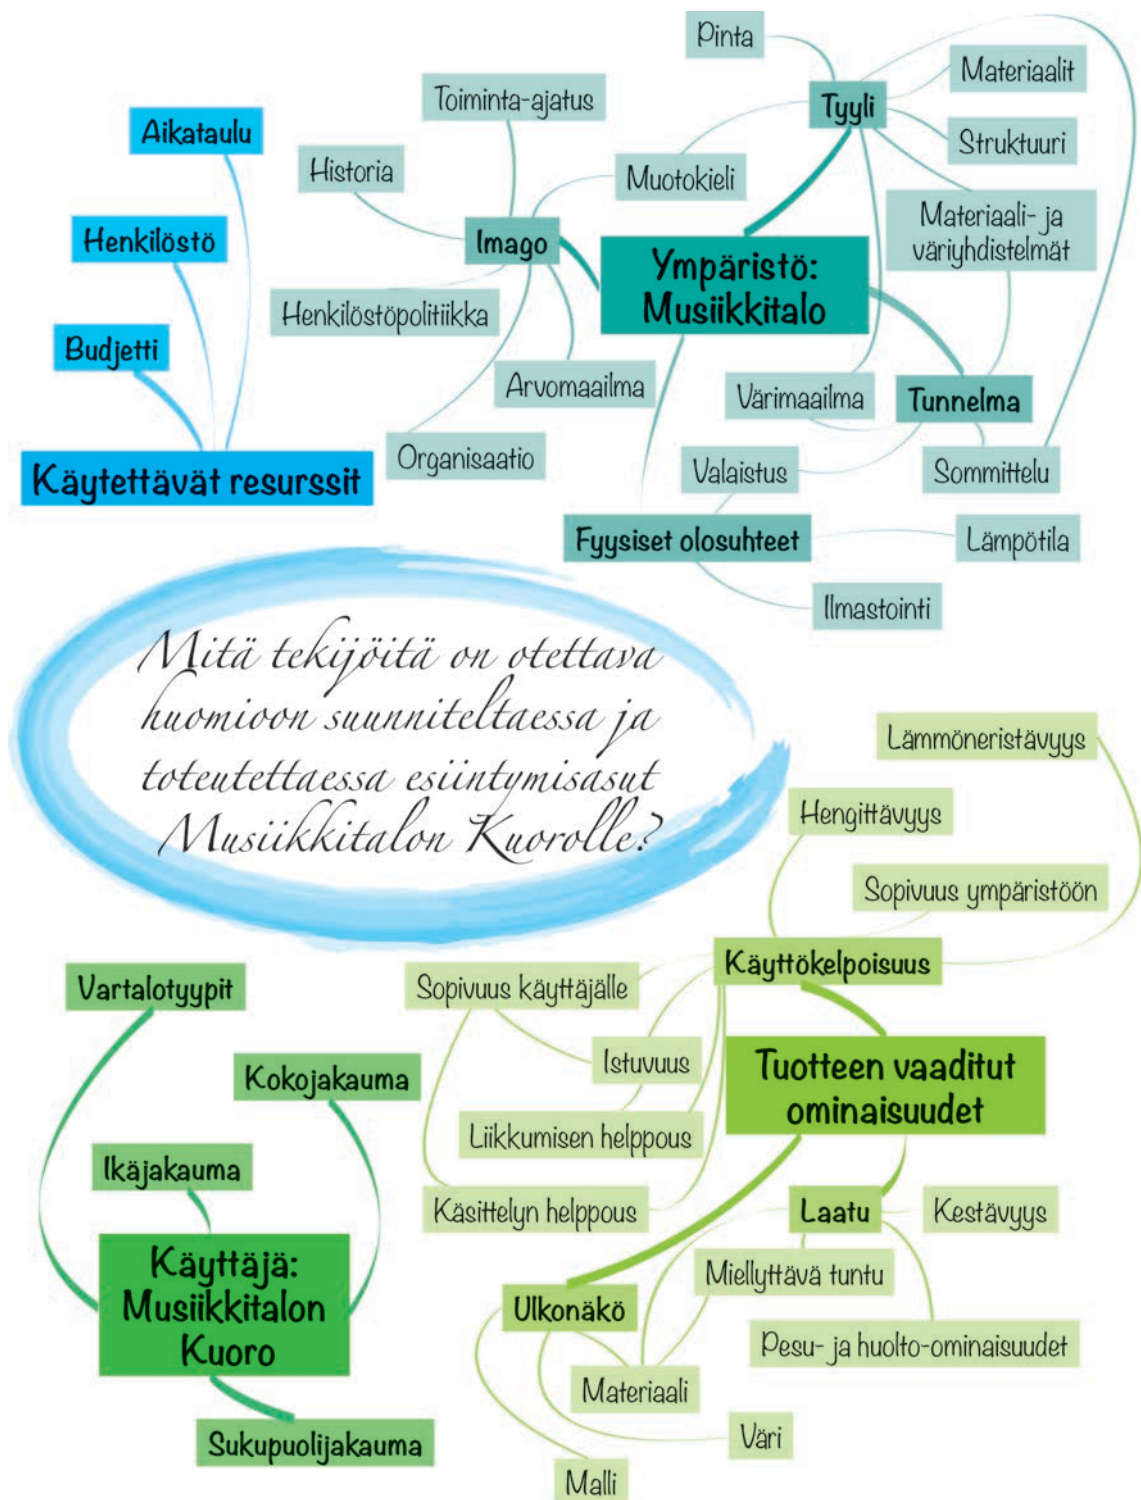 Pinta
Tyyli
Materiaalit
Toiminta-ajatus
Aikataulu
Struktuuri
Historia
Muotokieli
Henkilöstö
Imago
Materiaali- ja
väriyhdistelmät
Ympäristö:
Musiikkitalo
Henkilöstöpolitiikka
Budjetti
Arvomaailma
Värimaailma
Tunnelma
Organisaatio
Valaistus
Sommittelu
Käytettävät resurssit
Fyysiset olosuhteet
Lämpötila
Ilmastointi
Mitä tekijöitä on otettava
huomioon suunniteltaessa ja
toteutettaessa esiintymisasut
Musiikkitalon Kuorolle?
Lämmöneristävyys
Hengittävyys
Sopivuus ympäristöön
Käyttökelpoisuus
Vartalotyypit
Sopivuus käyttäjälle
Istuvuus
Kokojakauma
Tuotteen vaaditut
ominaisuudet
Liikkumisen helppous
Ikäjakauma
Käsittelyn helppous
Laatu
Kestävyys
Käyttäjä:
Musiikkitalon
Kuoro
Miellyttävä tuntu
Ulkonäkö
Pesu- ja huolto-ominaisuudet
Materiaali
Sukupuolijakauma
Väri
Malli